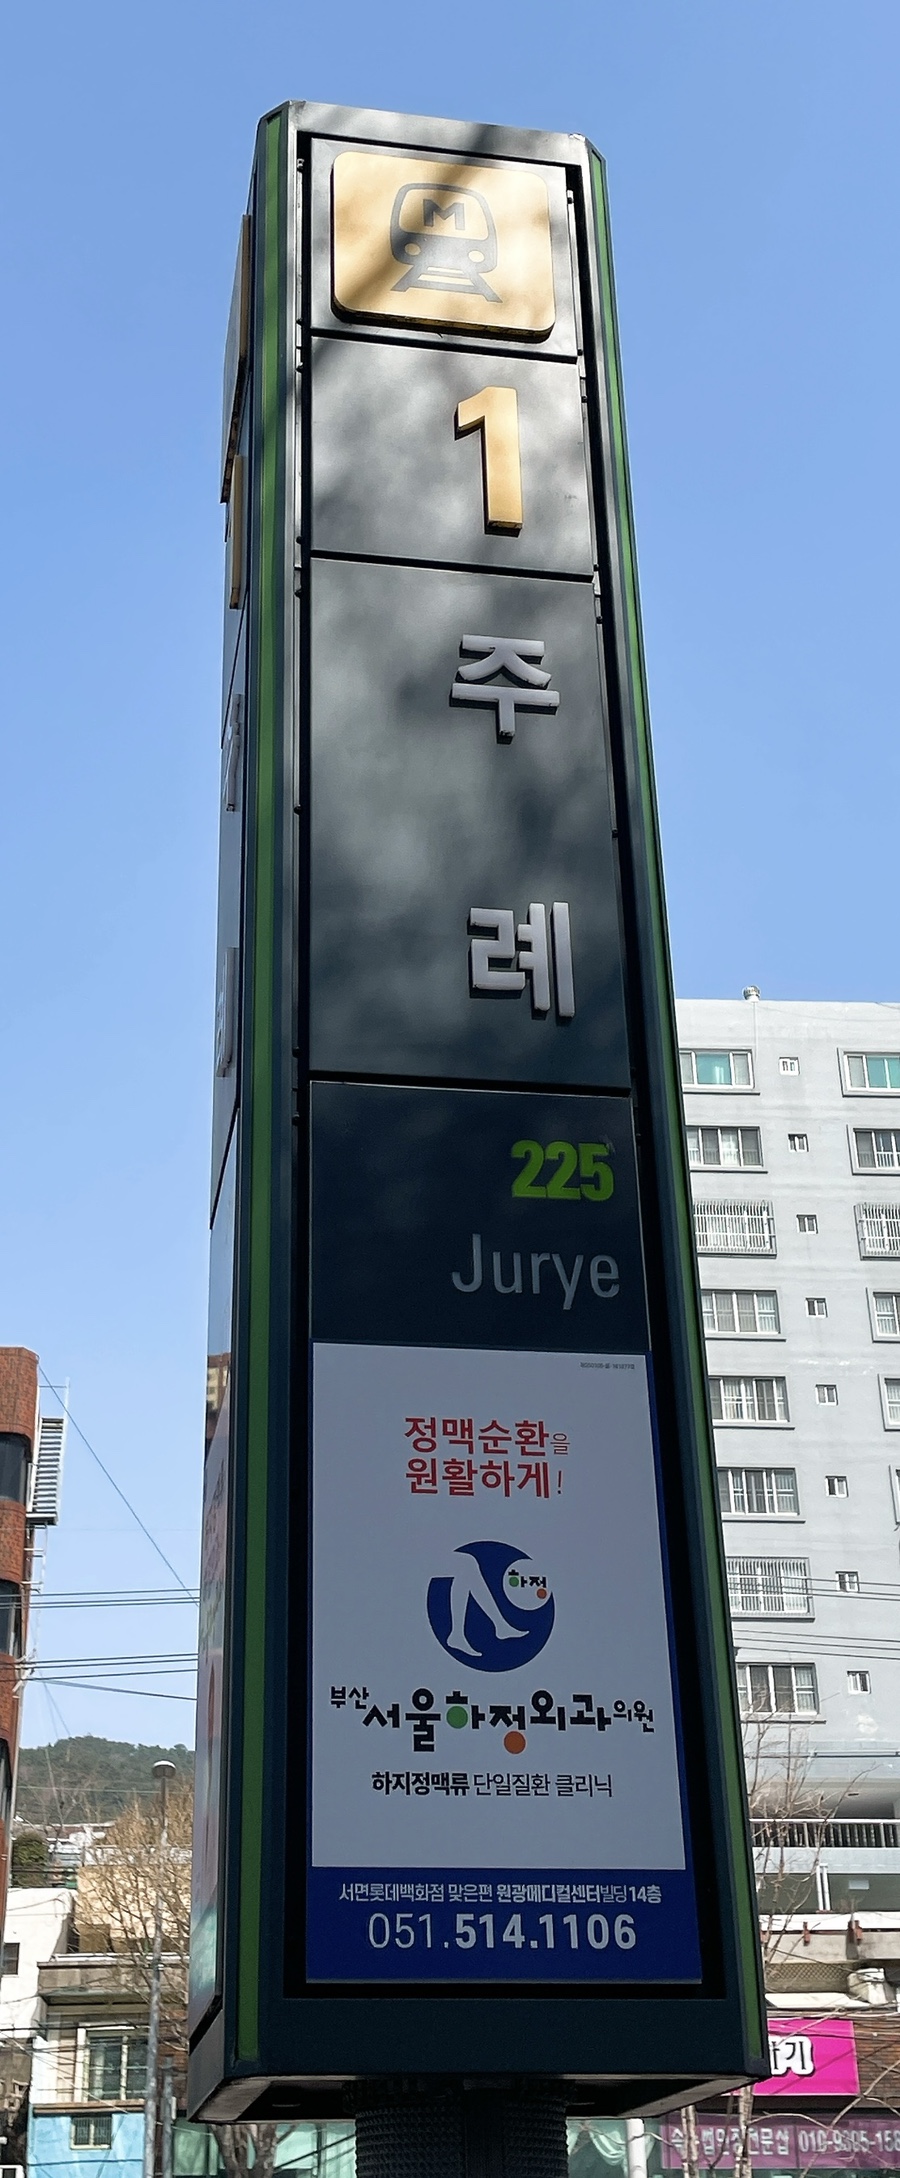 M
1
주
례
225
Jurye
정맥순환을
원활하게!
하정
부산서울하정외과의원
하지정맥류 단일질환 클리닉
서면롯데백화점 맞은편 원광메디컬센터빌딩 14층
051.514.1106